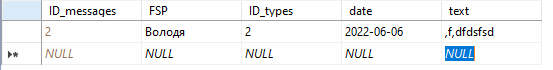 ID_messages FSP ID_types date text
2 Володя 2 2022-06-06 ,f,dfdsfsd
NULL NULL NULL NULL NULL